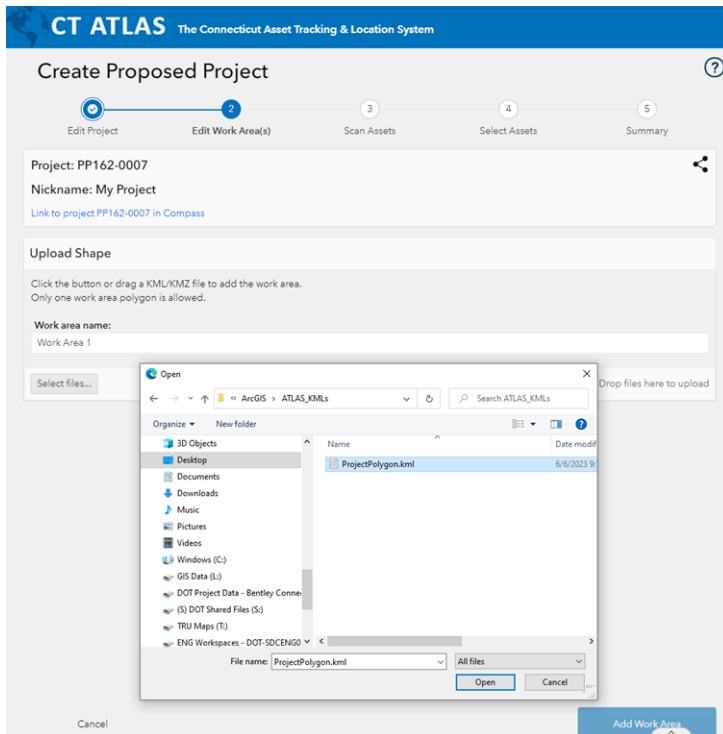 CT ATLAS The Connecticut Asset Tracking & Location System
Create Proposed Project
?
2 3 4 5
Edit Project Edit Work Area(s) Scan Assets Select Assets Summary
Project: PP162-0007
Nickname: My Project
Link to project PP162-0007 in Compass
Upload Shape
Click the button or drag a KML/KMZ file to add the work area.
Only one work area polygon is allowed.
Work area name:
Work Area 1
Select files... Drop files here to upload
Open
« ArcGIS › ATLAS_KMLs Search ATLAS_KMLs
Organize New folder ?
Name Date modif
3D Objects
Desktop
ProjectPolygon.kml 6/6/2023 9:
Documents
Downloads
Music
Pictures
Videos
Windows (C:)
GIS Data (L:)
DOT Project Data - Bentley Conne
(S) DOT Shared Files (S:)
TRU Maps (T:)
ENG Workspaces - DOT-SDCENG0
File name: ProjectPolygon.kml All files
Open Cancel
Cancel Add Work Area